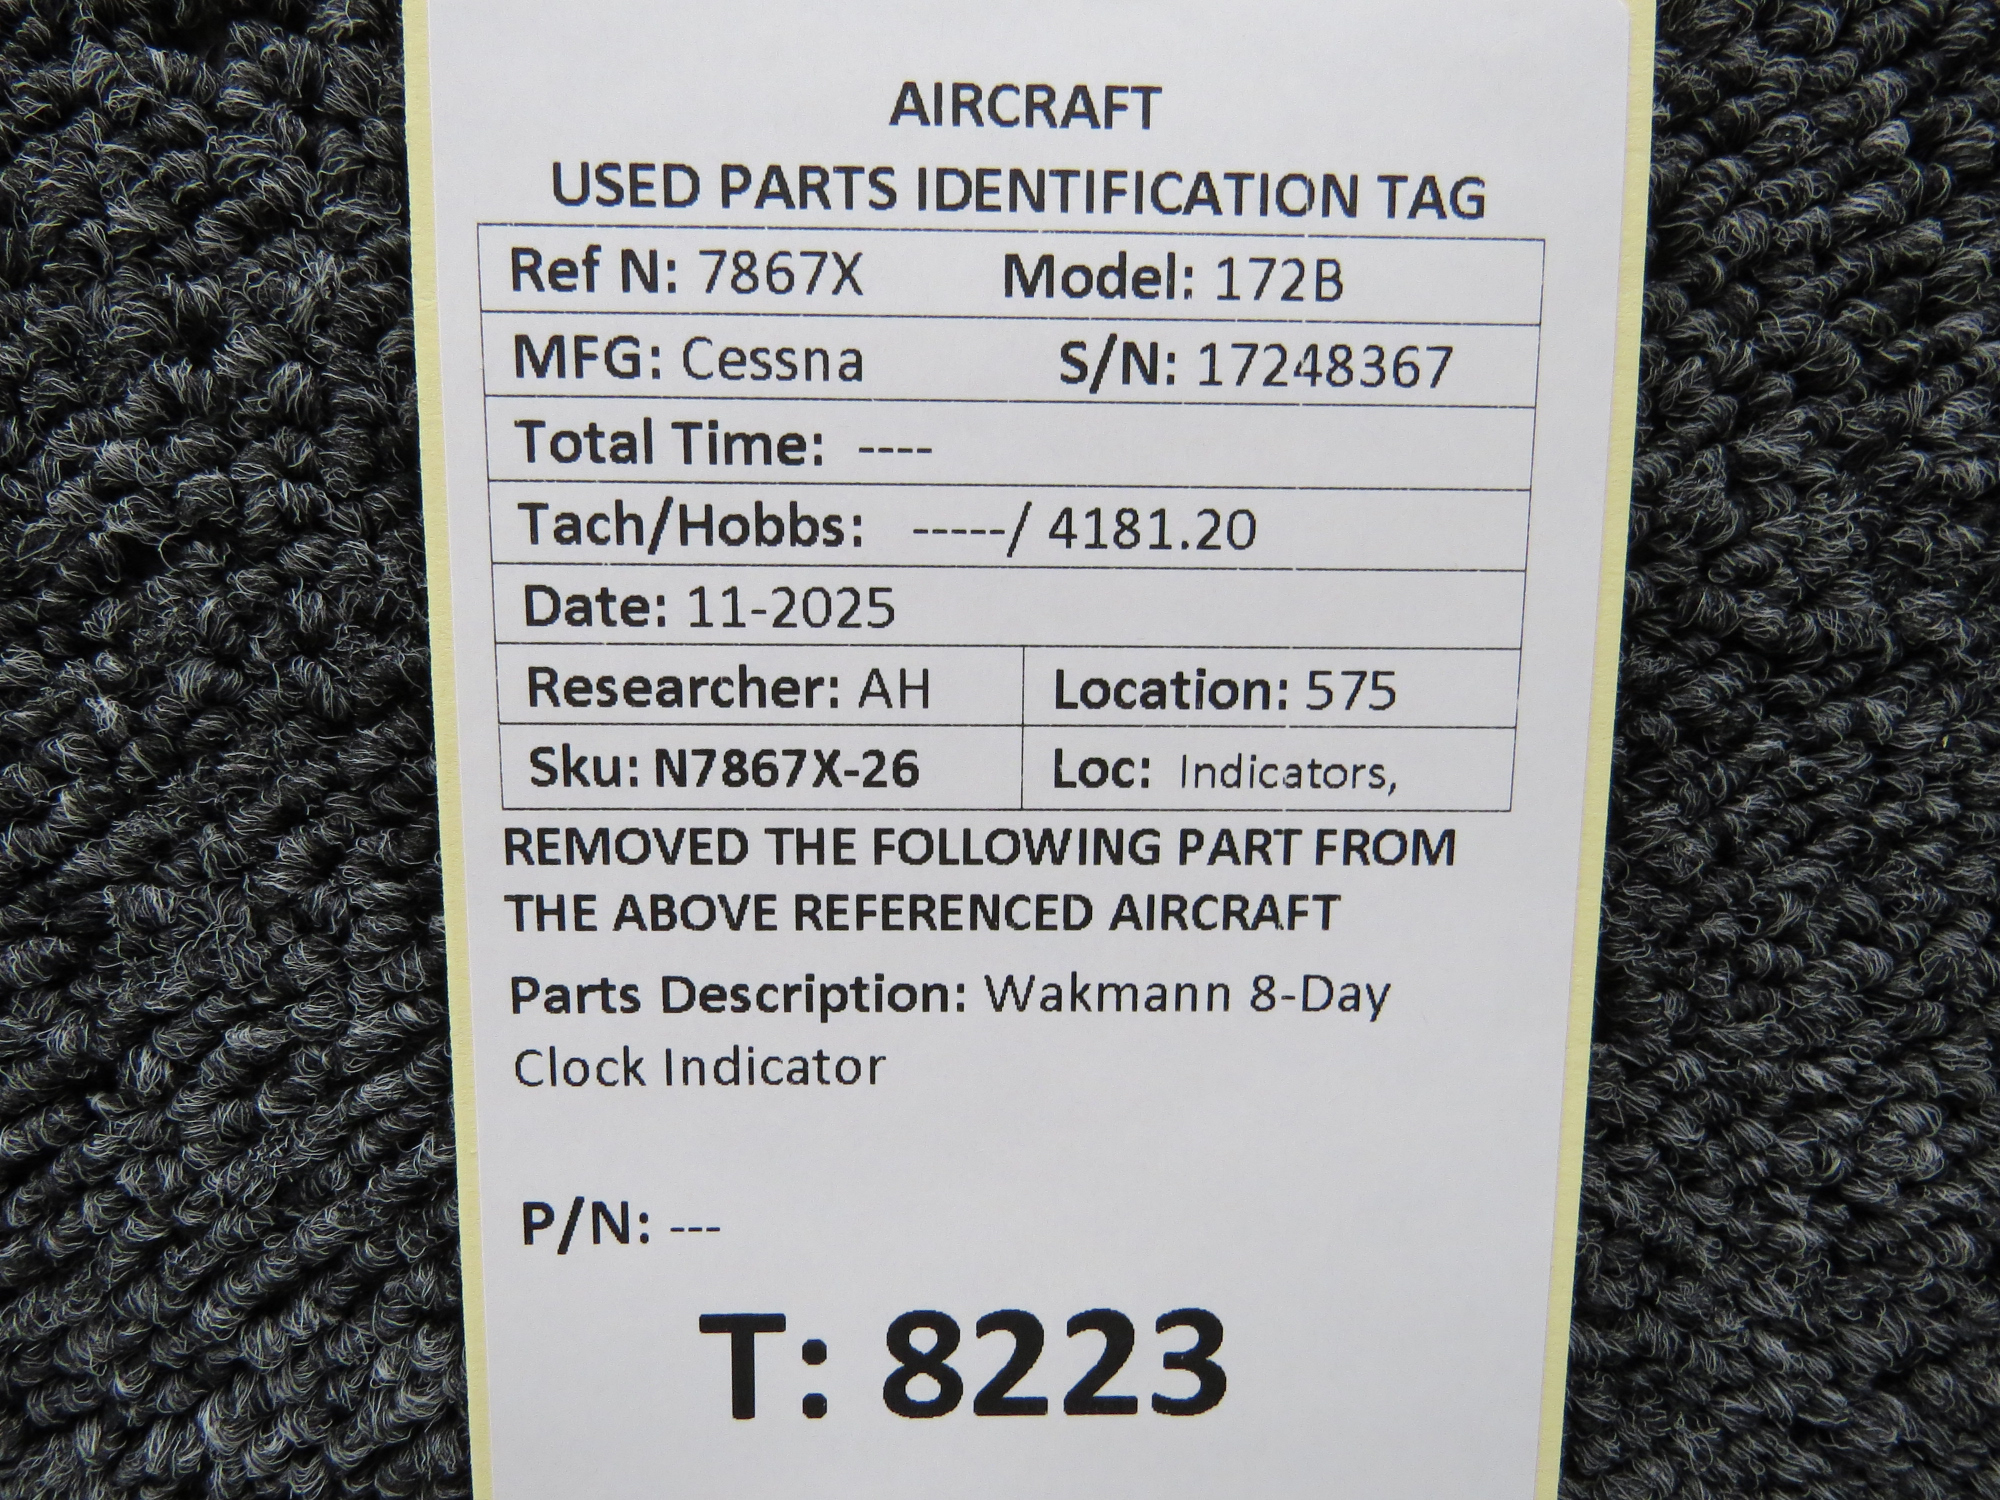 AIRCRAFT
USED PARTS IDENTIFICATION TAG
Ref N: 7867X Model: 172B
MFG: Cessna S/N: 17248367
Total Time: ----
Tach/Hobbs: -----/ 4181.20
Date: 11-2025
Researcher: AH Location: 575
Sku: N7867X-26 Loc: Indicators,
REMOVED THE FOLLOWING PART FROM
THE ABOVE REFERENCED AIRCRAFT
Parts Description: Wakmann 8-Day
Clock Indicator
P/N: ---
T: 8223